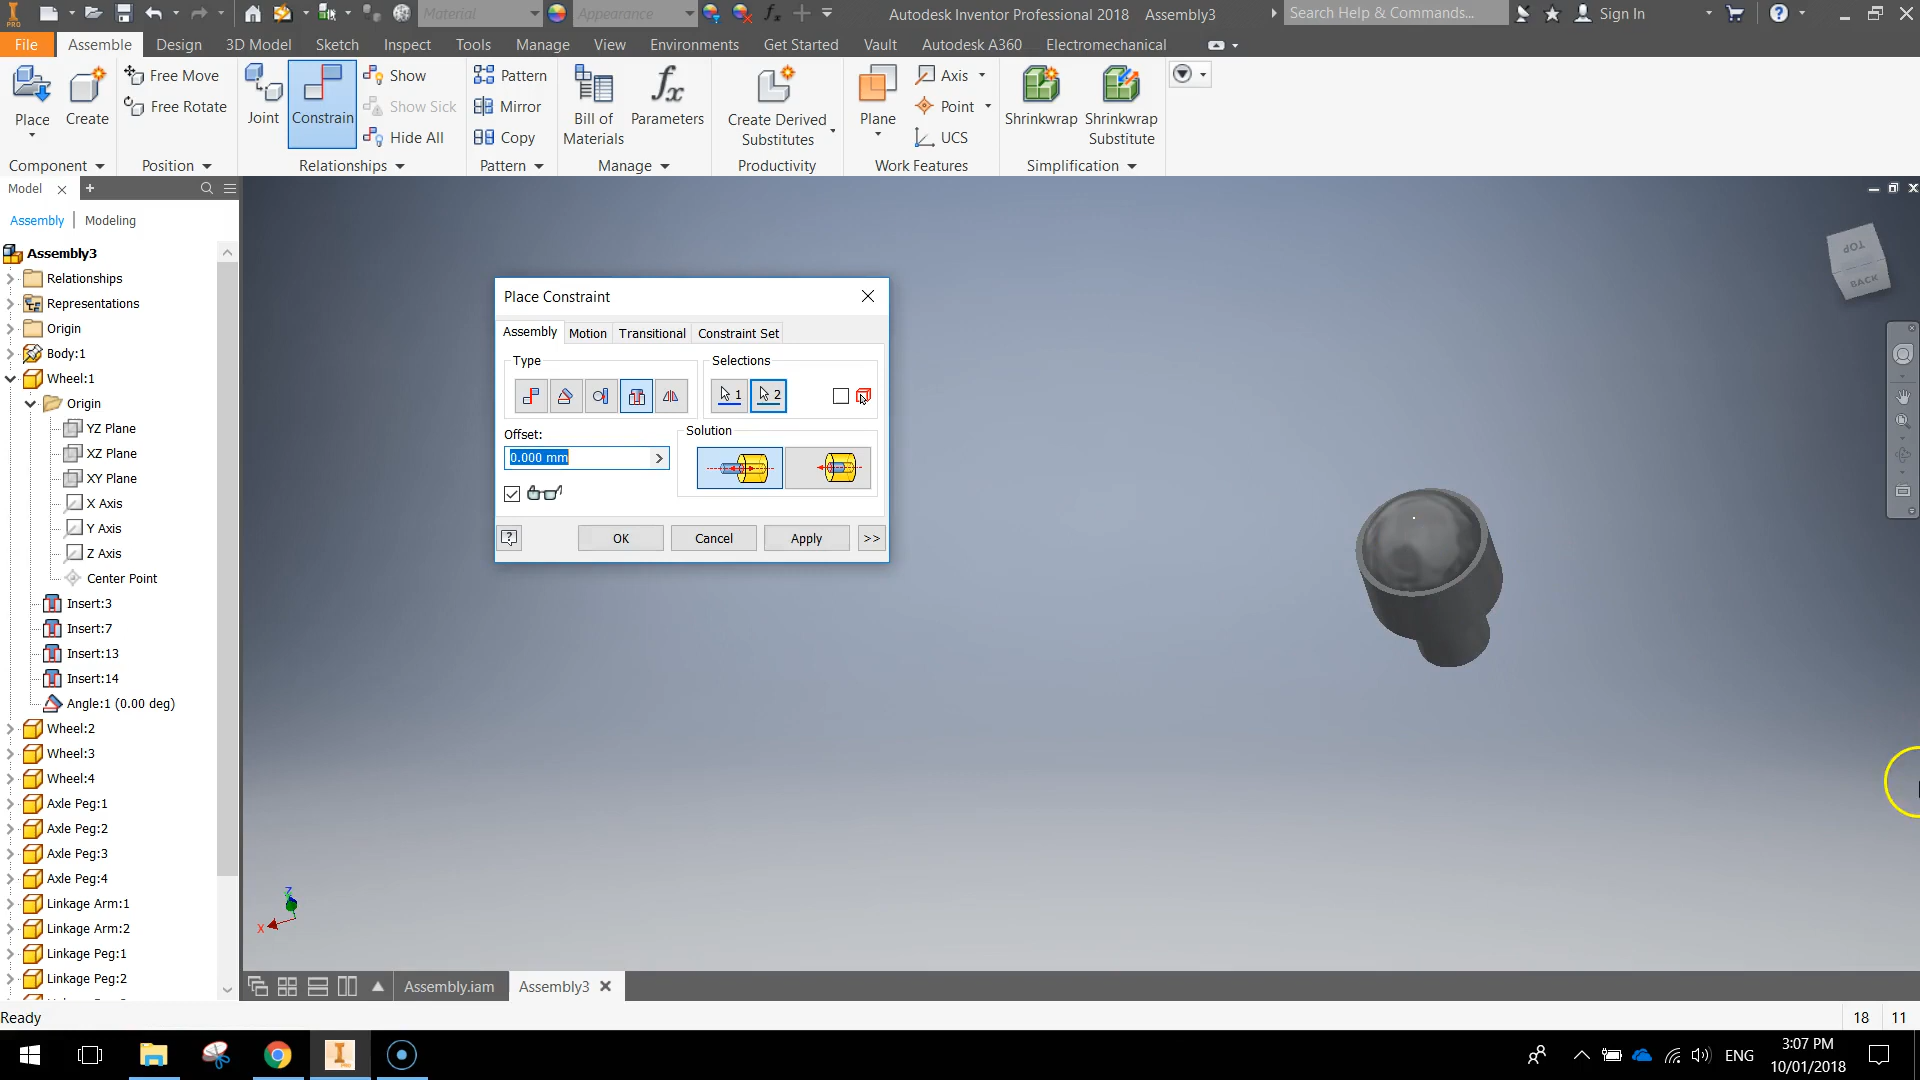 PRO
Material
Appearance
Autodesk Inventor Professional 2018 Assembly3
Search Help & Commands...
Sign In
File Assemble Design 3D Model Sketch Inspect Tools Manage View Environments Get Started Vault Autodesk A360 Electromechanical
Place
Create
Free Move
Free Rotate
Joint
Constrain
Show
Show Sick
Hide All
Pattern
Mirror
Copy
Bill of
Materials
Parameters
Create Derived
Substitutes
Plane
Axis
Point
UCS
Shrinkwrap
Shrinkwrap
Substitute
Component Position Relationships Pattern Manage Productivity Work Features Simplification
Model
Assembly Modeling
Assembly3
Relationships
Representations
Origin
Body:1
Wheel:1
Origin
YZ Plane
XZ Plane
XY Plane
X Axis
Y Axis
Z Axis
Center Point
Insert:3
Insert:7
Insert:13
Insert:14
Angle:1 (0.00 deg)
Wheel:2
Wheel:3
Wheel:4
Axle Peg:1
Axle Peg:2
Axle Peg:3
Axle Peg:4
Linkage Arm:1
Linkage Arm:2
Linkage Peg:1
Linkage Peg:2
Place Constraint
Assembly Motion Transitional Constraint Set
Type
Selections
1 2
Offset:
0.000 mm
Solution
OK Cancel Apply >>
TOP
BACK
Z
X
Assembly.iam Assembly3
Ready
18 11
ENG
3:07 PM
10/01/2018